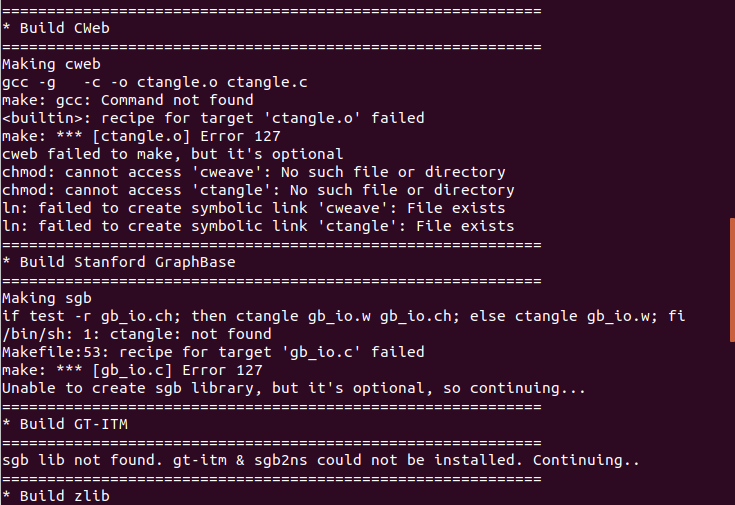 ============================================================
* Build CWeb
============================================================
Making cweb
gcc -g   -c -o ctangle.o ctangle.c
make: gcc: Command not found
<builtin>: recipe for target 'ctangle.o' failed
make: *** [ctangle.o] Error 127
cweb failed to make, but it's optional
chmod: cannot access 'cweave': No such file or directory
chmod: cannot access 'ctangle': No such file or directory
ln: failed to create symbolic link 'cweave': File exists
ln: failed to create symbolic link 'ctangle': File exists
============================================================
* Build Stanford GraphBase
============================================================
Making sgb
if test -r gb_io.ch; then ctangle gb_io.w gb_io.ch; else ctangle gb_io.w; fi
/bin/sh: 1: ctangle: not found
Makefile:53: recipe for target 'gb_io.c' failed
make: *** [gb_io.c] Error 127
Unable to create sgb library, but it's optional, so continuing...
============================================================
* Build GT-ITM
============================================================
sgb lib not found. gt-itm & sgb2ns could not be installed. Continuing..
============================================================
* Build zlib